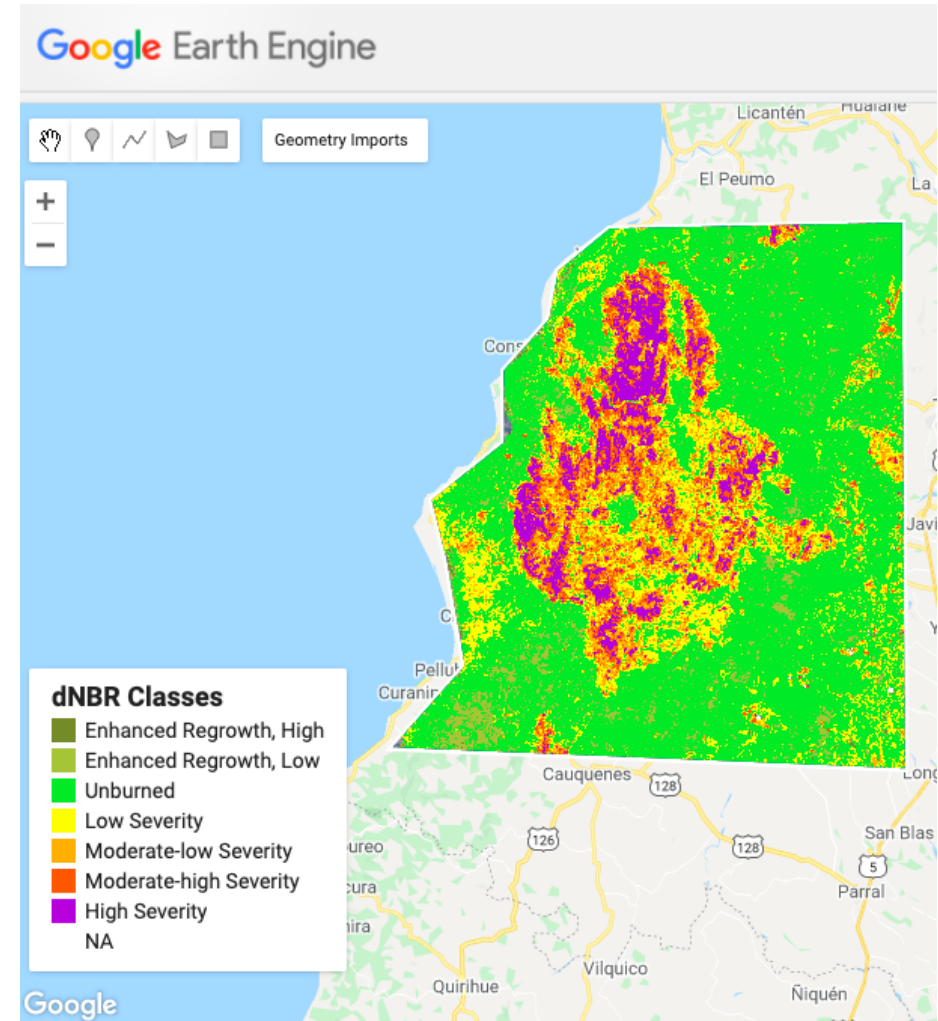 Google Earth Engine
Geometry Imports
+
−
Licantén
Hualañé
El Peumo
La
Cons
Javi
Y
C
Pellu
Curanip
dNBR Classes
Enhanced Regrowth, High
Enhanced Regrowth, Low
Unburned
Low Severity
Moderate-low Severity
Moderate-high Severity
High Severity
NA
Cauquenes
128
Long
126
128
San Blas
5
Parral
ureo
cura
ira
Vilquico
Quirihue
Ñiquén
Google